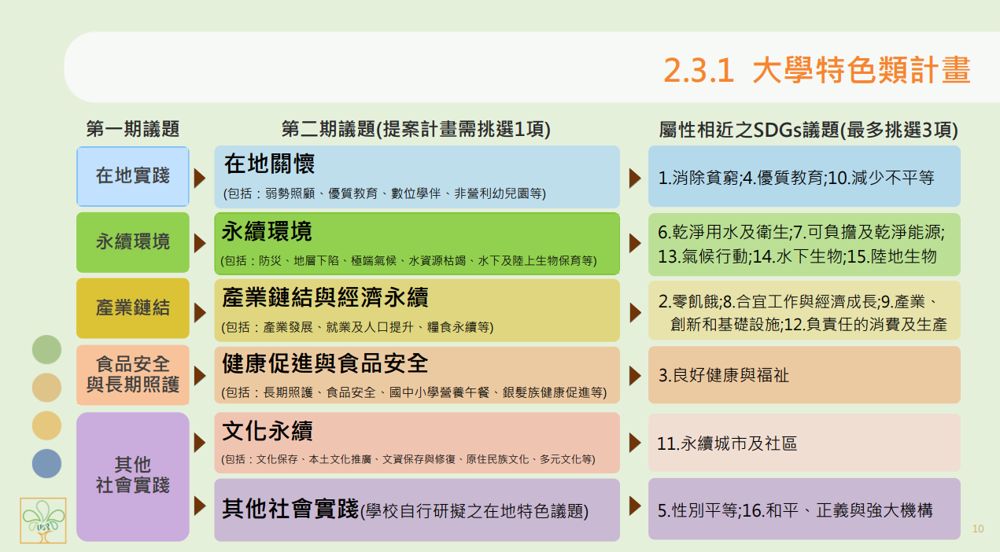 2.3.1 大學特色類計畫
第一期議題
第二期議題(提案計畫需挑選1項)
屬性相近之SDGs議題(最多挑選3項)
在地實踐
在地關懷
(包括：弱勢照顧、優質教育、數位學伴、非營利幼兒園等)
1.消除貧窮;4.優質教育;10.減少不平等
永續環境
永續環境
(包括：防災、地層下陷、極端氣候、水資源枯竭、水下及陸上生物保育等)
6.乾淨用水及衛生;7.可負擔及乾淨能源;
13.氣候行動;14.水下生物;15.陸地生物
產業鏈結
產業鏈結與經濟永續
(包括：產業發展、就業及人口提升、糧食永續等)
2.零飢餓;8.合宜工作與經濟成長;9.產業、
創新和基礎設施;12.負責任的消費及生產
食品安全
與長期照護
健康促進與食品安全
(包括：長期照護、食品安全、國中小學營養午餐、銀髮族健康促進等)
3.良好健康與福祉
其他
社會實踐
文化永續
(包括：文化保存、本土文化推廣、文資保存與修復、原住民族文化、多元文化等)
11.永續城市及社區
其他社會實踐(學校自行研擬之在地特色議題)
5.性別平等;16.和平、正義與強大機構
USR
10